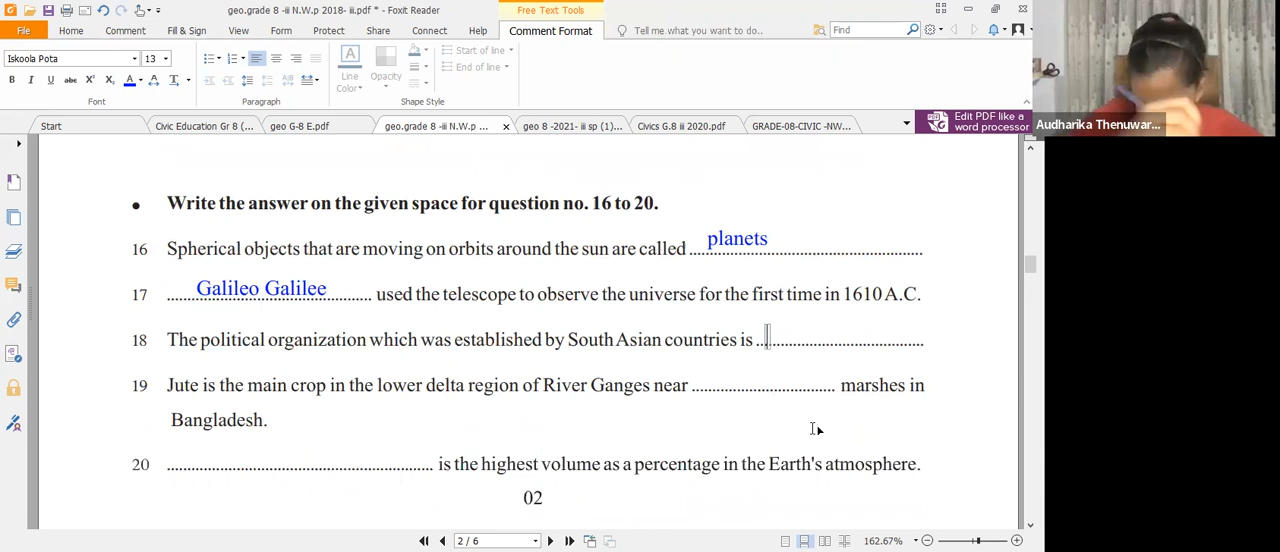 geo.grade 8 -ii N.W.p 2018- ii.pdf * - Foxit Reader
Free Text Tools
File Home Comment Fill & Sign View Form Protect Share Connect Help Comment Format Tell me what you want to do.. Find
Iskoola Pota 13 Start of line
End of line
Line Color Opacity
B I U abc X² X₂ A T
Font Paragraph Shape Style
Start Civic Education Gr 8 (... geo G-8 E.pdf geo.grade 8 -ii N.W.p ... geo 8 -2021- ii sp (1)... Civics G.8 ii 2020.pdf GRADE-08-CIVIC -NW...
Edit PDF like a word processor
Audharika Thenuwar...
• Write the answer on the given space for question no. 16 to 20.
16 Spherical objects that are moving on orbits around the sun are called planets
17 Galileo Galilee used the telescope to observe the universe for the first time in 1610 A.C.
18 The political organization which was established by South Asian countries is ........................................
19 Jute is the main crop in the lower delta region of River Ganges near .................................. marshes in
Bangladesh.
20 ................................................................ is the highest volume as a percentage in the Earth's atmosphere.
02
2 / 6 162.67%